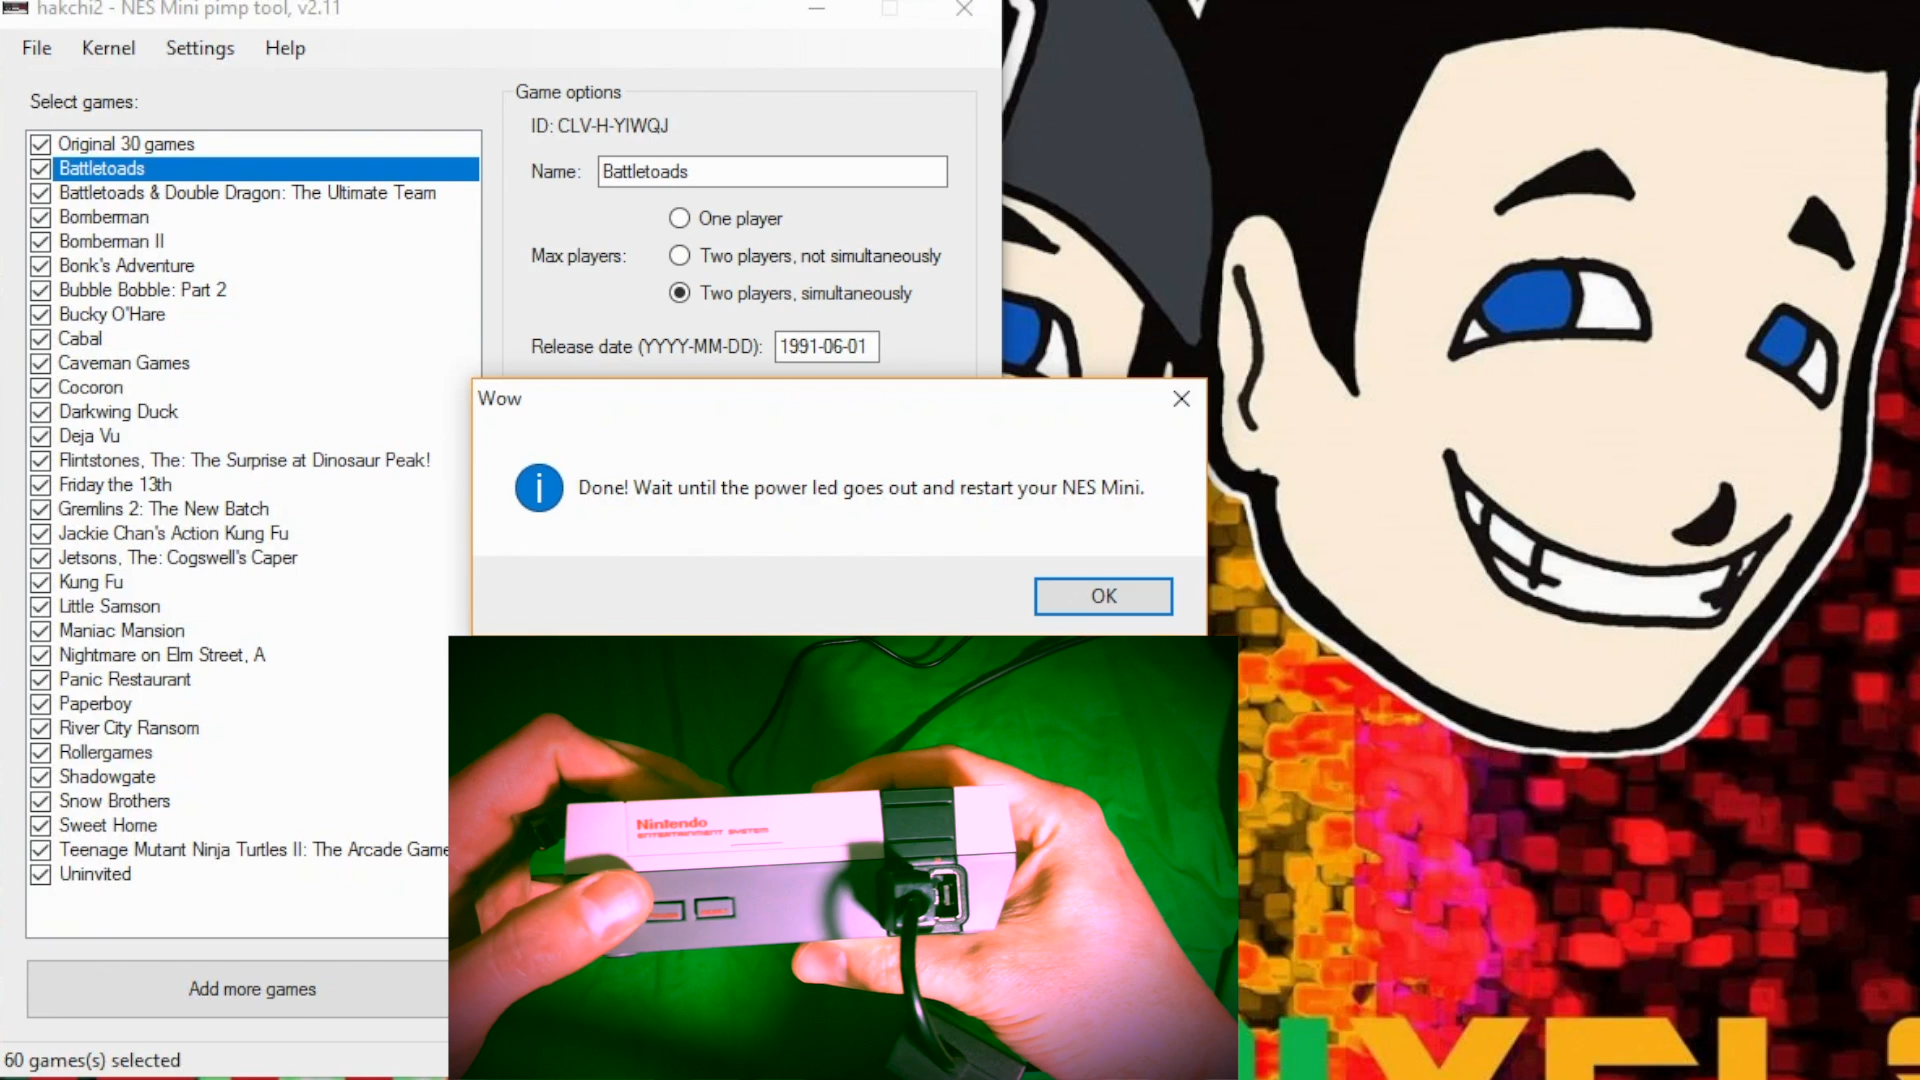 hakchi2 - NES Mini pimp tool, v2.11
File Kernel Settings Help
Select games:
Original 30 games
Battletoads
Battletoads & Double Dragon: The Ultimate Team
Bomberman
Bomberman II
Bonk's Adventure
Bubble Bobble: Part 2
Bucky O'Hare
Cabal
Caveman Games
Cocoron
Darkwing Duck
Deja Vu
Flintstones, The: The Surprise at Dinosaur Peak!
Friday the 13th
Gremlins 2: The New Batch
Jackie Chan's Action Kung Fu
Jetsons, The: Cogswell's Caper
Kung Fu
Little Samson
Maniac Mansion
Nightmare on Elm Street, A
Panic Restaurant
Paperboy
River City Ransom
Rollergames
Shadowgate
Snow Brothers
Sweet Home
Teenage Mutant Ninja Turtles II: The Arcade Game
Uninvited
Add more games
60 games(s) selected
Game options
ID: CLV-H-YIWQJ
Name: Battletoads
Max players:
One player
Two players, not simultaneously
Two players, simultaneously
Release date (YYYY-MM-DD): 1991-06-01
Wow
Done! Wait until the power led goes out and restart your NES Mini.
OK
Nintendo
ENTERTAINMENT SYSTEM